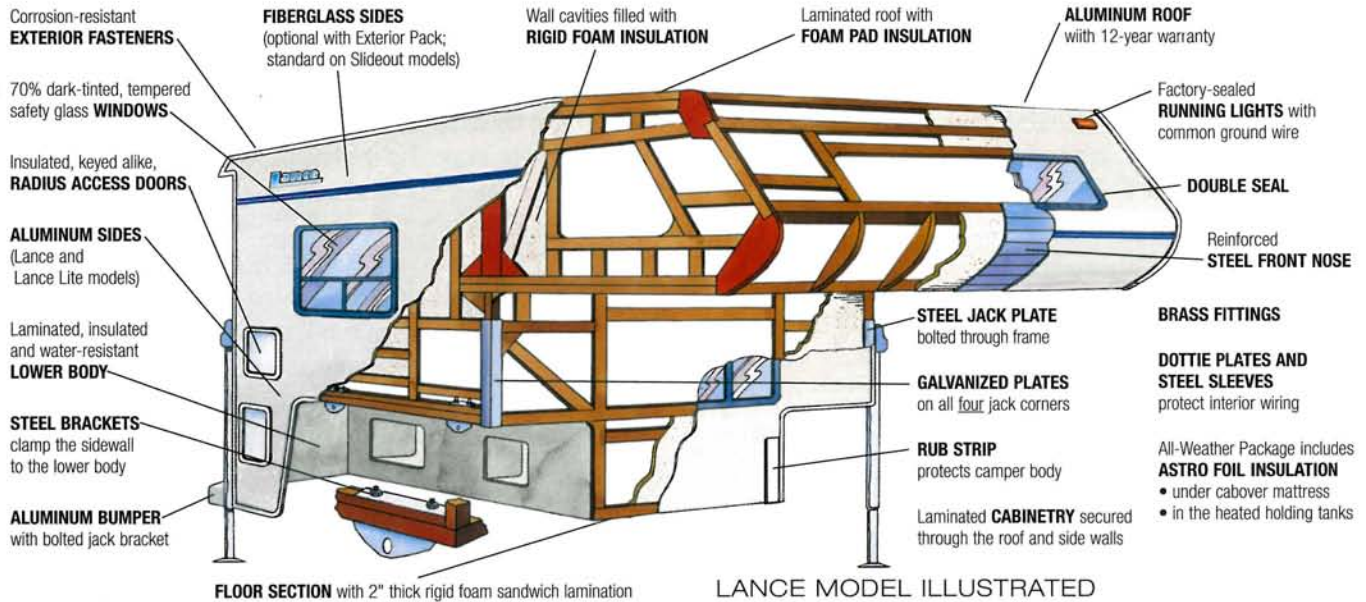 Corrosion-resistant
EXTERIOR FASTENERS
FIBERGLASS SIDES
(optional with Exterior Pack;
standard on Slideout models)
Wall cavities filled with
RIGID FOAM INSULATION
Laminated roof with
FOAM PAD INSULATION
ALUMINUM ROOF
wiith 12-year warranty
70% dark-tinted, tempered
safety glass WINDOWS
Factory-sealed
RUNNING LIGHTS with
common ground wire
Insulated, keyed alike,
RADIUS ACCESS DOORS
Lance
DOUBLE SEAL
ALUMINUM SIDES
(Lance and
Lance Lite models)
Reinforced
STEEL FRONT NOSE
Laminated, insulated
and water-resistant
LOWER BODY
STEEL JACK PLATE
bolted through frame
BRASS FITTINGS
GALVANIZED PLATES
on all four jack corners
DOTTIE PLATES AND
STEEL SLEEVES
protect interior wiring
STEEL BRACKETS
clamp the sidewall
to the lower body
RUB STRIP
protects camper body
All-Weather Package includes
ASTRO FOIL INSULATION
• under cabover mattress
• in the heated holding tanks
ALUMINUM BUMPER
with bolted jack bracket
Laminated CABINETRY secured
through the roof and side walls
FLOOR SECTION with 2" thick rigid foam sandwich lamination
LANCE MODEL ILLUSTRATED